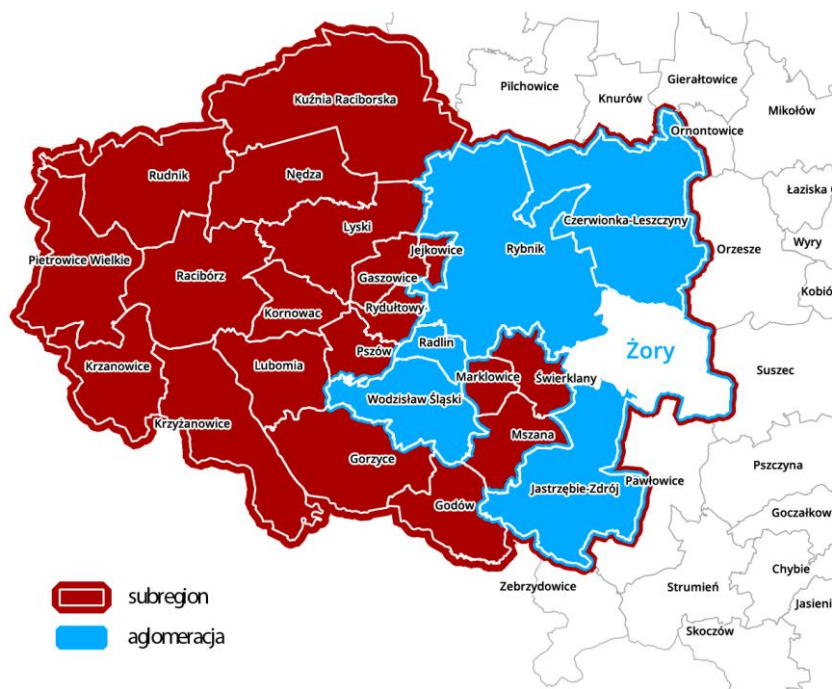 Pilchowice
Knurów
Gierałtowice
Mikołów
Kuźnia Raciborska
Ornontowice
Rudnik
Nędza
Łaziska
Lyski
Czerwionka-Leszczyny
Jejkowice
Rybnik
Orzesze
Wyry
Pietrowice Wielkie
Racibórz
Gaszowice
Kobió
Kornowac
Rydułtowy
Radlin
Żory
Pszów
Krzanowice
Lubomia
Marklowice
Świerklany
Suszec
Wodzisław Śląski
Krzyżanowice
Mszana
Gorzyce
Pszczyna
Jastrzębie-Zdrój
Pawłowice
Godów
Goczałkow
Chybie
Zebrzydowice
Strumień
Jasieni
subregion
Skoczów
aglomeracja